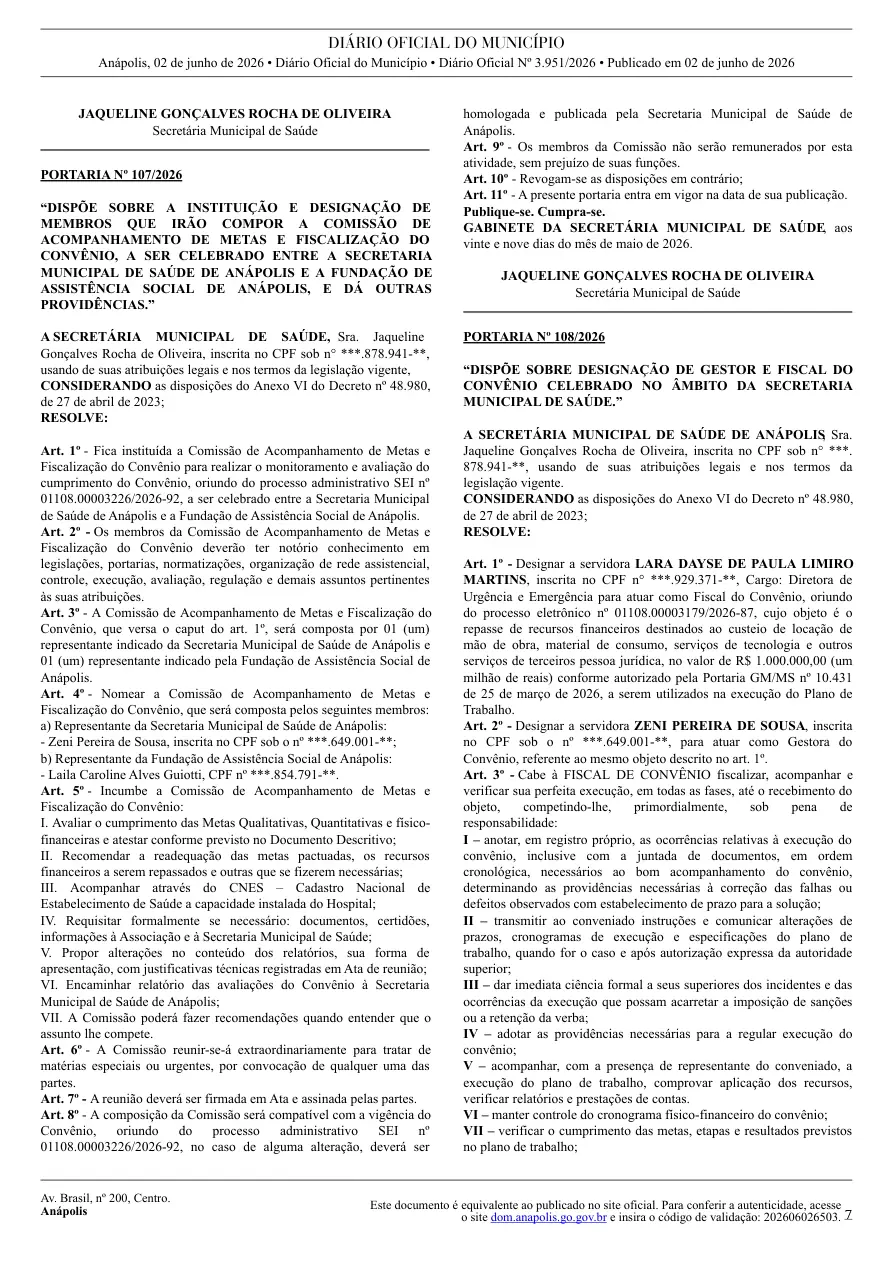 DIÁRIO OFICIAL DO MUNICÍPIO
Anápolis, 02 de junho de 2026 • Diário Oficial do Município • Diário Oficial Nº 3.951/2026 • Publicado em 02 de junho de 2026
JAQUELINE GONÇALVES ROCHA DE OLIVEIRA
Secretária Municipal de Saúde
PORTARIA Nº 107/2026
“DISPÕE SOBRE A INSTITUIÇÃO E DESIGNAÇÃO DE
MEMBROS QUE IRÃO COMPOR A COMISSÃO DE
ACOMPANHAMENTO DE METAS E FISCALIZAÇÃO DO
CONVÊNIO, A SER CELEBRADO ENTRE A SECRETARIA
MUNICIPAL DE SAÚDE DE ANÁPOLIS E A FUNDAÇÃO DE
ASSISTÊNCIA SOCIAL DE ANÁPOLIS, E DÁ OUTRAS
PROVIDÊNCIAS.”
A SECRETÁRIA MUNICIPAL DE SAÚDE, Sra. Jaqueline
Gonçalves Rocha de Oliveira, inscrita no CPF sob n° ***.878.941-**,
usando de suas atribuições legais e nos termos da legislação vigente,
CONSIDERANDO as disposições do Anexo VI do Decreto nº 48.980,
de 27 de abril de 2023;
RESOLVE:
Art. 1º - Fica instituída a Comissão de Acompanhamento de Metas e
Fiscalização do Convênio para realizar o monitoramento e avaliação do
cumprimento do Convênio, oriundo do processo administrativo SEI nº
01108.00003226/2026-92, a ser celebrado entre a Secretaria Municipal
de Saúde de Anápolis e a Fundação de Assistência Social de Anápolis.
Art. 2º - Os membros da Comissão de Acompanhamento de Metas e
Fiscalização do Convênio deverão ter notório conhecimento em
legislações, portarias, normatizações, organização de rede assistencial,
controle, execução, avaliação, regulação e demais assuntos pertinentes
às suas atribuições.
Art. 3º - A Comissão de Acompanhamento de Metas e Fiscalização do
Convênio, que versa o caput do art. 1º, será composta por 01 (um)
representante indicado da Secretaria Municipal de Saúde de Anápolis e
01 (um) representante indicado pela Fundação de Assistência Social de
Anápolis.
Art. 4º - Nomear a Comissão de Acompanhamento de Metas e
Fiscalização do Convênio, que será composta pelos seguintes membros:
a) Representante da Secretaria Municipal de Saúde de Anápolis:
- Zeni Pereira de Sousa, inscrita no CPF sob o nº ***.649.001-**;
b) Representante da Fundação de Assistência Social de Anápolis:
- Laila Caroline Alves Guiotti, CPF nº ***.854.791-**.
Art. 5º - Incumbe a Comissão de Acompanhamento de Metas e
Fiscalização do Convênio:
I. Avaliar o cumprimento das Metas Qualitativas, Quantitativas e físico-
financeiras e atestar conforme previsto no Documento Descritivo;
II. Recomendar a readequação das metas pactuadas, os recursos
financeiros a serem repassados e outras que se fizerem necessárias;
III. Acompanhar através do CNES – Cadastro Nacional de
Estabelecimento de Saúde a capacidade instalada do Hospital;
IV. Requisitar formalmente se necessário: documentos, certidões,
informações à Associação e à Secretaria Municipal de Saúde;
V. Propor alterações no conteúdo dos relatórios, sua forma de
apresentação, com justificativas técnicas registradas em Ata de reunião;
VI. Encaminhar relatório das avaliações do Convênio à Secretaria
Municipal de Saúde de Anápolis;
VII. A Comissão poderá fazer recomendações quando entender que o
assunto lhe compete.
Art. 6º - A Comissão reunir-se-á extraordinariamente para tratar de
matérias especiais ou urgentes, por convocação de qualquer uma das
partes.
Art. 7º - A reunião deverá ser firmada em Ata e assinada pelas partes.
Art. 8º - A composição da Comissão será compatível com a vigência do
Convênio, oriundo do processo administrativo SEI nº
01108.00003226/2026-92, no caso de alguma alteração, deverá ser
homologada e publicada pela Secretaria Municipal de Saúde de
Anápolis.
Art. 9º - Os membros da Comissão não serão remunerados por esta
atividade, sem prejuízo de suas funções.
Art. 10º - Revogam-se as disposições em contrário;
Art. 11º - A presente portaria entra em vigor na data de sua publicação.
Publique-se. Cumpra-se.
GABINETE DA SECRETÁRIA MUNICIPAL DE SAÚDE, aos
vinte e nove dias do mês de maio de 2026.
JAQUELINE GONÇALVES ROCHA DE OLIVEIRA
Secretária Municipal de Saúde
PORTARIA Nº 108/2026
“DISPÕE SOBRE DESIGNAÇÃO DE GESTOR E FISCAL DO
CONVÊNIO CELEBRADO NO ÂMBITO DA SECRETARIA
MUNICIPAL DE SAÚDE.”
A SECRETÁRIA MUNICIPAL DE SAÚDE DE ANÁPOLIS, Sra.
Jaqueline Gonçalves Rocha de Oliveira, inscrita no CPF sob n° ***.
878.941-**, usando de suas atribuições legais e nos termos da
legislação vigente.
CONSIDERANDO as disposições do Anexo VI do Decreto nº 48.980,
de 27 de abril de 2023;
RESOLVE:
Art. 1º - Designar a servidora LARA DAYSE DE PAULA LIMIRO
MARTINS, inscrita no CPF n° ***.929.371-**, Cargo: Diretora de
Urgência e Emergência para atuar como Fiscal do Convênio, oriundo
do processo eletrônico nº 01108.00003179/2026-87, cujo objeto é o
repasse de recursos financeiros destinados ao custeio de locação de
mão de obra, material de consumo, serviços de tecnologia e outros
serviços de terceiros pessoa jurídica, no valor de R$ 1.000.000,00 (um
milhão de reais) conforme autorizado pela Portaria GM/MS nº 10.431
de 25 de março de 2026, a serem utilizados na execução do Plano de
Trabalho.
Art. 2º - Designar a servidora ZENI PEREIRA DE SOUSA, inscrita
no CPF sob o nº ***.649.001-**, para atuar como Gestora do
Convênio, referente ao mesmo objeto descrito no art. 1º.
Art. 3º - Cabe à FISCAL DE CONVÊNIO fiscalizar, acompanhar e
verificar sua perfeita execução, em todas as fases, até o recebimento do
objeto, competindo-lhe, primordialmente, sob pena de
responsabilidade:
I – anotar, em registro próprio, as ocorrências relativas à execução do
convênio, inclusive com a juntada de documentos, em ordem
cronológica, necessários ao bom acompanhamento do convênio,
determinando as providências necessárias à correção das falhas ou
defeitos observados com estabelecimento de prazo para a solução;
II – transmitir ao conveniado instruções e comunicar alterações de
prazos, cronogramas de execução e especificações do plano de
trabalho, quando for o caso e após autorização expressa da autoridade
superior;
III – dar imediata ciência formal a seus superiores dos incidentes e das
ocorrências da execução que possam acarretar a imposição de sanções
ou a retenção da verba;
IV – adotar as providências necessárias para a regular execução do
convênio;
V – acompanhar, com a presença de representante do conveniado, a
execução do plano de trabalho, comprovar aplicação dos recursos,
verificar relatórios e prestações de contas.
VI – manter controle do cronograma físico-financeiro do convênio;
VII – verificar o cumprimento das metas, etapas e resultados previstos
no plano de trabalho;
Av. Brasil, nº 200, Centro.
Anápolis
Este documento é equivalente ao publicado no site oficial. Para conferir a autenticidade, acesse
o site dom.anapolis.go.gov.br e insira o código de validação: 202606026503.
7